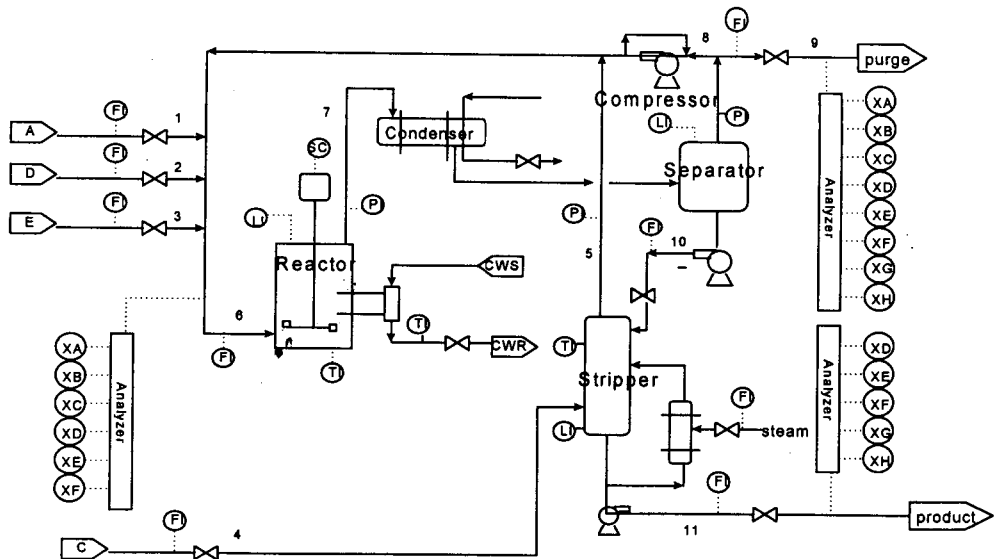 8
FI
9
purge
Compressor
A
FI
1
7
Condenser
LI
PI
XA
XB
XC
XD
XE
XF
XG
XH
Analyzer
D
FI
2
SC
Separator
E
FI
3
LI
PI
PI
FI
10
5
Reactor
CWS
6
FI
TI
TI
CWR
TI
Stripper
LI
FI
steam
XA
XB
XC
XD
XE
XF
Analyzer
XD
XE
XF
XG
XH
Analyzer
FI
11
product
C
FI
4